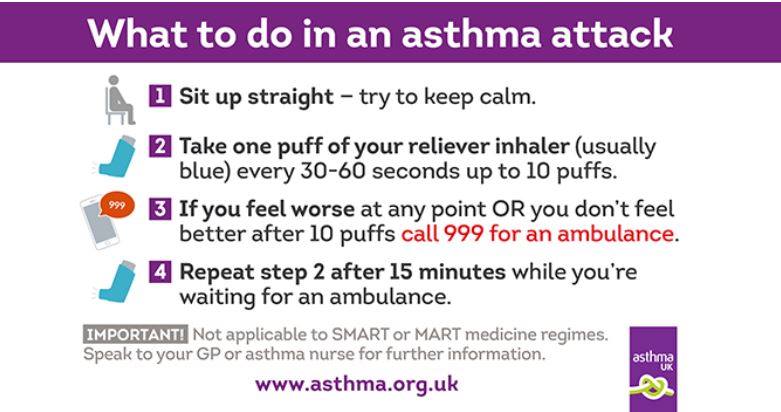 What to do in an asthma attack
1 Sit up straight – try to keep calm.
2 Take one puff of your reliever inhaler (usually
blue) every 30-60 seconds up to 10 puffs.
999
3 If you feel worse at any point OR you don’t feel
better after 10 puffs call 999 for an ambulance.
4 Repeat step 2 after 15 minutes while you’re
waiting for an ambulance.
IMPORTANT! Not applicable to SMART or MART medicine regimes.
Speak to your GP or asthma nurse for further information.
asthma
UK
www.asthma.org.uk